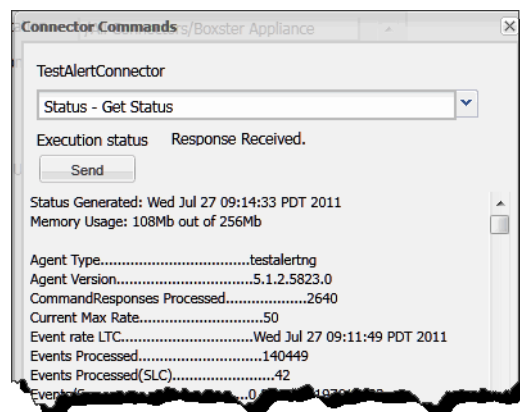 Connector Commands
Connectors/Boxster Appliance
TestAlertConnector
Status - Get Status
Execution status Response Received.
Send
Status Generated: Wed Jul 27 09:14:33 PDT 2011
Memory Usage: 108Mb out of 256Mb
Agent Type..............................testalertng
Agent Version..............................5.1.2.5823.0
CommandResponses Processed..................2640
Current Max Rate...........................50
Event rate LTC.............................Wed Jul 27 09:11:49 PDT 2011
Events Processed...........................140449
Events Processed(SLC)......................42